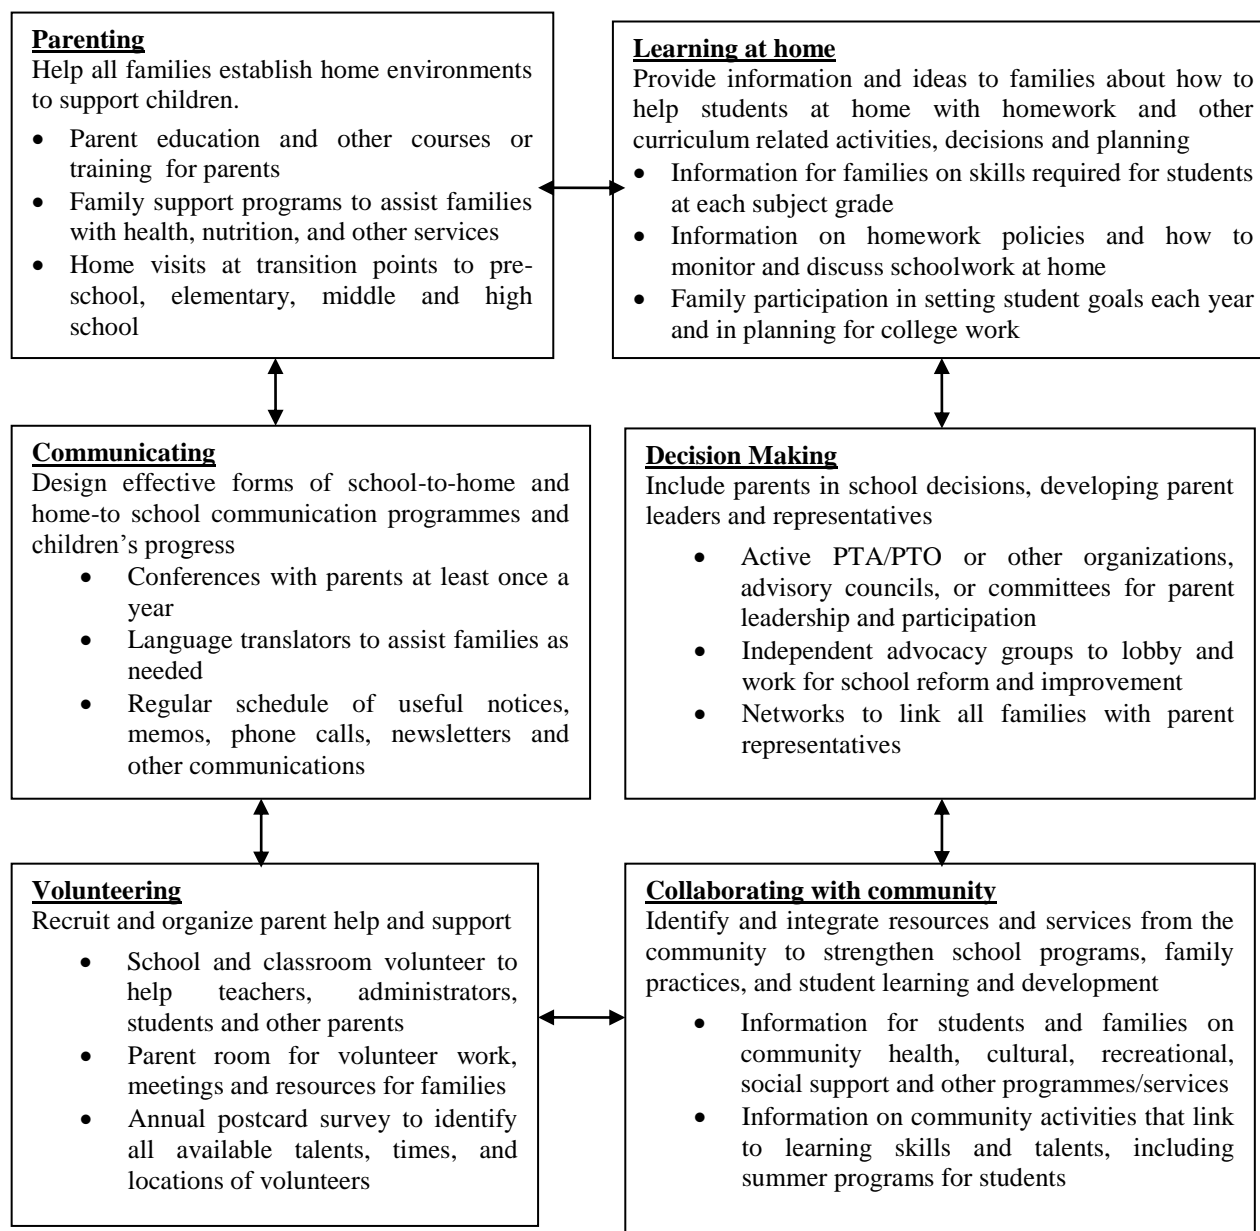 Parenting
Help all families establish home environments
to support children.
• Parent education and other courses or
training for parents
• Family support programs to assist families
with health, nutrition, and other services
• Home visits at transition points to pre-
school, elementary, middle and high
school
Learning at home
Provide information and ideas to families about how to
help students at home with homework and other
curriculum related activities, decisions and planning
• Information for families on skills required for students
at each subject grade
• Information on homework policies and how to
monitor and discuss schoolwork at home
• Family participation in setting student goals each year
and in planning for college work
Communicating
Design effective forms of school-to-home and
home-to school communication programmes and
children’s progress
• Conferences with parents at least once a
year
• Language translators to assist families as
needed
• Regular schedule of useful notices,
memos, phone calls, newsletters and
other communications
Decision Making
Include parents in school decisions, developing parent
leaders and representatives
• Active PTA/PTO or other organizations,
advisory councils, or committees for parent
leadership and participation
• Independent advocacy groups to lobby and
work for school reform and improvement
• Networks to link all families with parent
representatives
Volunteering
Recruit and organize parent help and support
• School and classroom volunteer to
help teachers, administrators,
students and other parents
• Parent room for volunteer work,
meetings and resources for families
• Annual postcard survey to identify
all available talents, times, and
locations of volunteers
Collaborating with community
Identify and integrate resources and services from the
community to strengthen school programs, family
practices, and student learning and development
• Information for students and families on
community health, cultural, recreational,
social support and other programmes/services
• Information on community activities that link
to learning skills and talents, including
summer programs for students